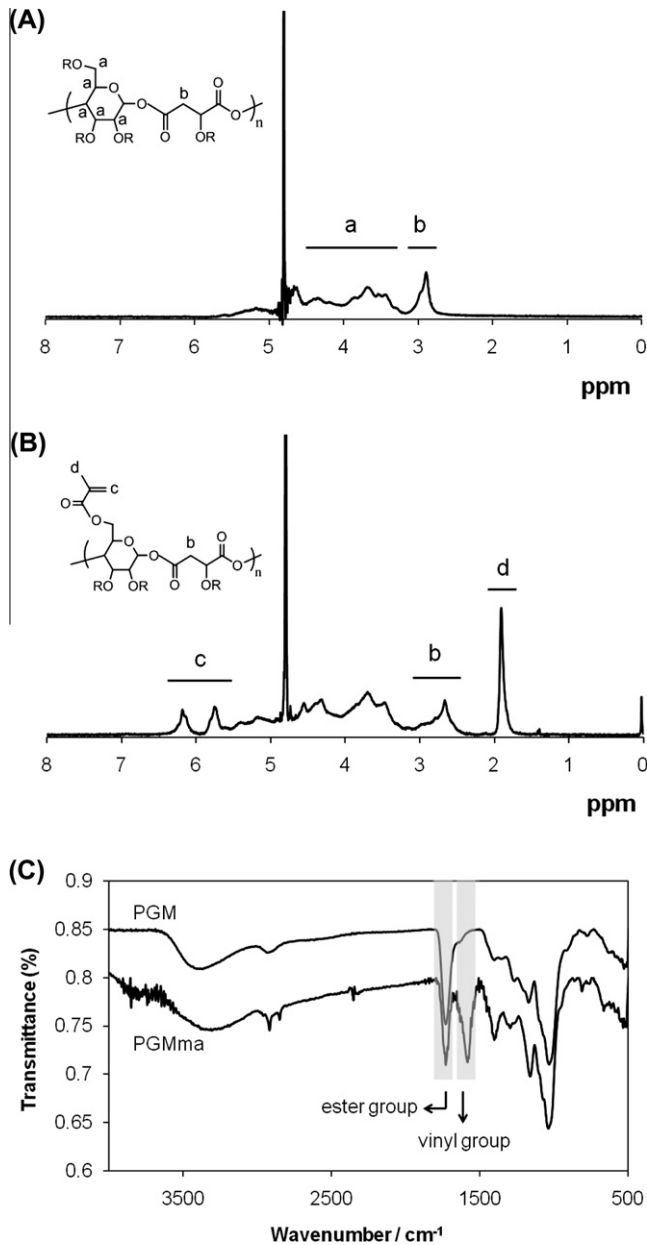 (A)
RO
a
a
O
a
a
a
OR
OR
O
O
b
O
OR
O
n
a
b
8 7 6 5 4 3 2 1 0
ppm
(B)
d
c
O
O
O
O
O
b
O
OR
O
RO
OR
n
c
b
d
8 7 6 5 4 3 2 1 0
ppm
(C)
0.9
0.85
0.8
0.75
0.7
0.65
0.6
Transmittance (%)
PGM
PGMma
ester group
vinyl group
3500 2500 1500 500
Wavenumber / cm⁻¹